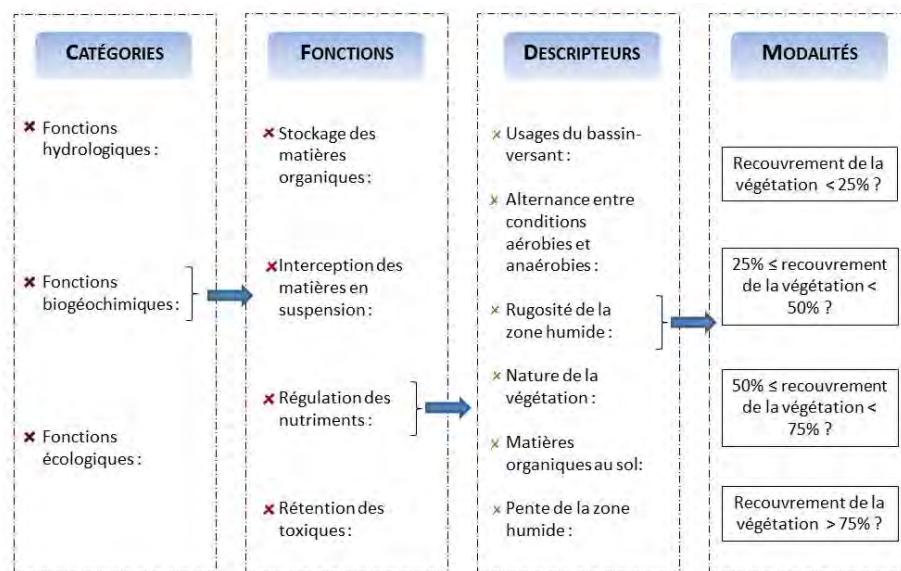 CATÉGORIES
Fonctions
hydrologiques :
Fonctions
biogéochimiques :
Fonctions
écologiques :
FONCTIONS
Stockage des
matières
organiques :
Interception des
matières en
suspension :
Régulation des
nutriments :
Rétention des
toxiques :
DESCRIPTEURS
Usages du bassin-
versant :
Alternance entre
conditions
aérobies et
anaérobies :
Rugosité de la
zone humide :
Nature de la
végétation :
Matières
organiques au sol:
Pente de la zone
humide :
MODALITÉS
Recouvrement de la
végétation < 25% ?
25% ≤ recouvrement
de la végétation <
50% ?
50% ≤ recouvrement
de la végétation <
75% ?
Recouvrement de la
végétation > 75% ?